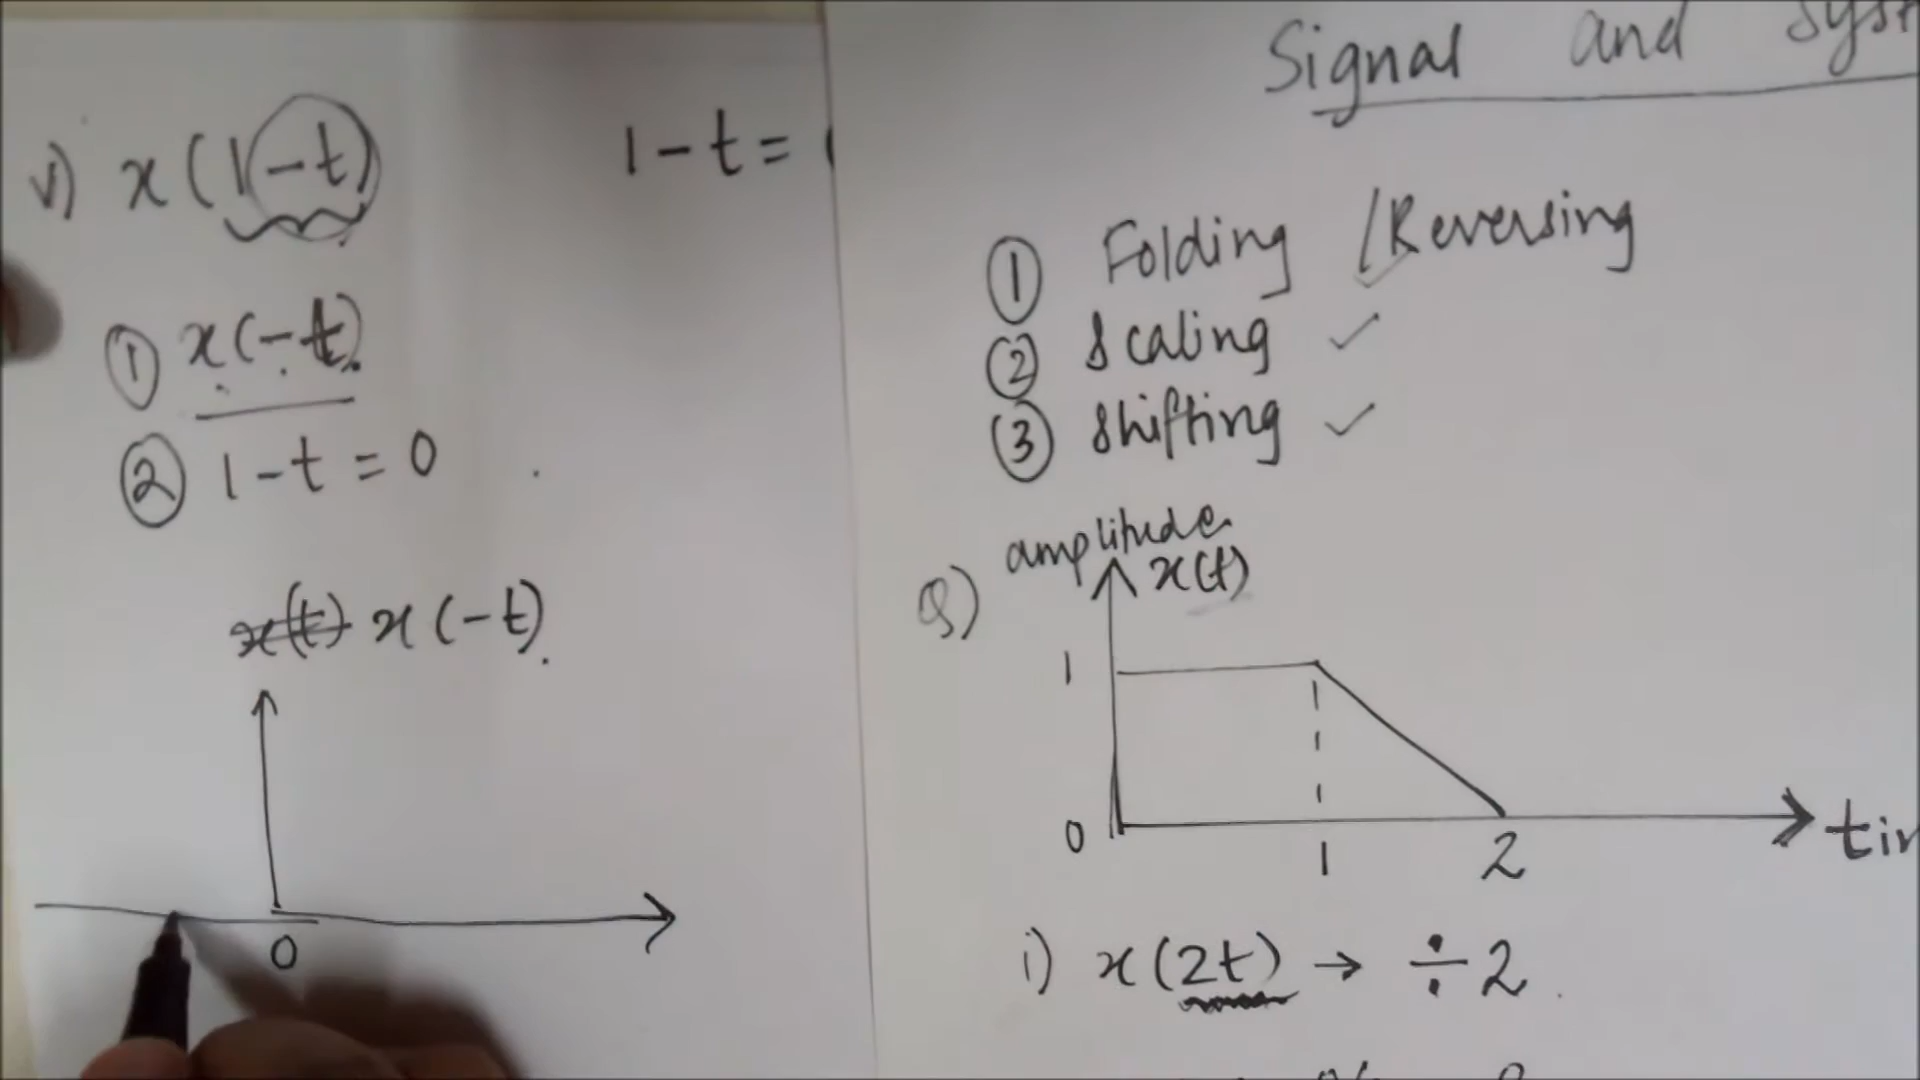 v) x(1-t)
1-t=
① x(-t)
② 1-t=0
x(t) x(-t)
0
Signal and
① Folding /Reversing
② Scaling ✓
③ Shifting ✓
Q) amplitude
x(t)
1
0
1 2
i) x(2t) → ÷2